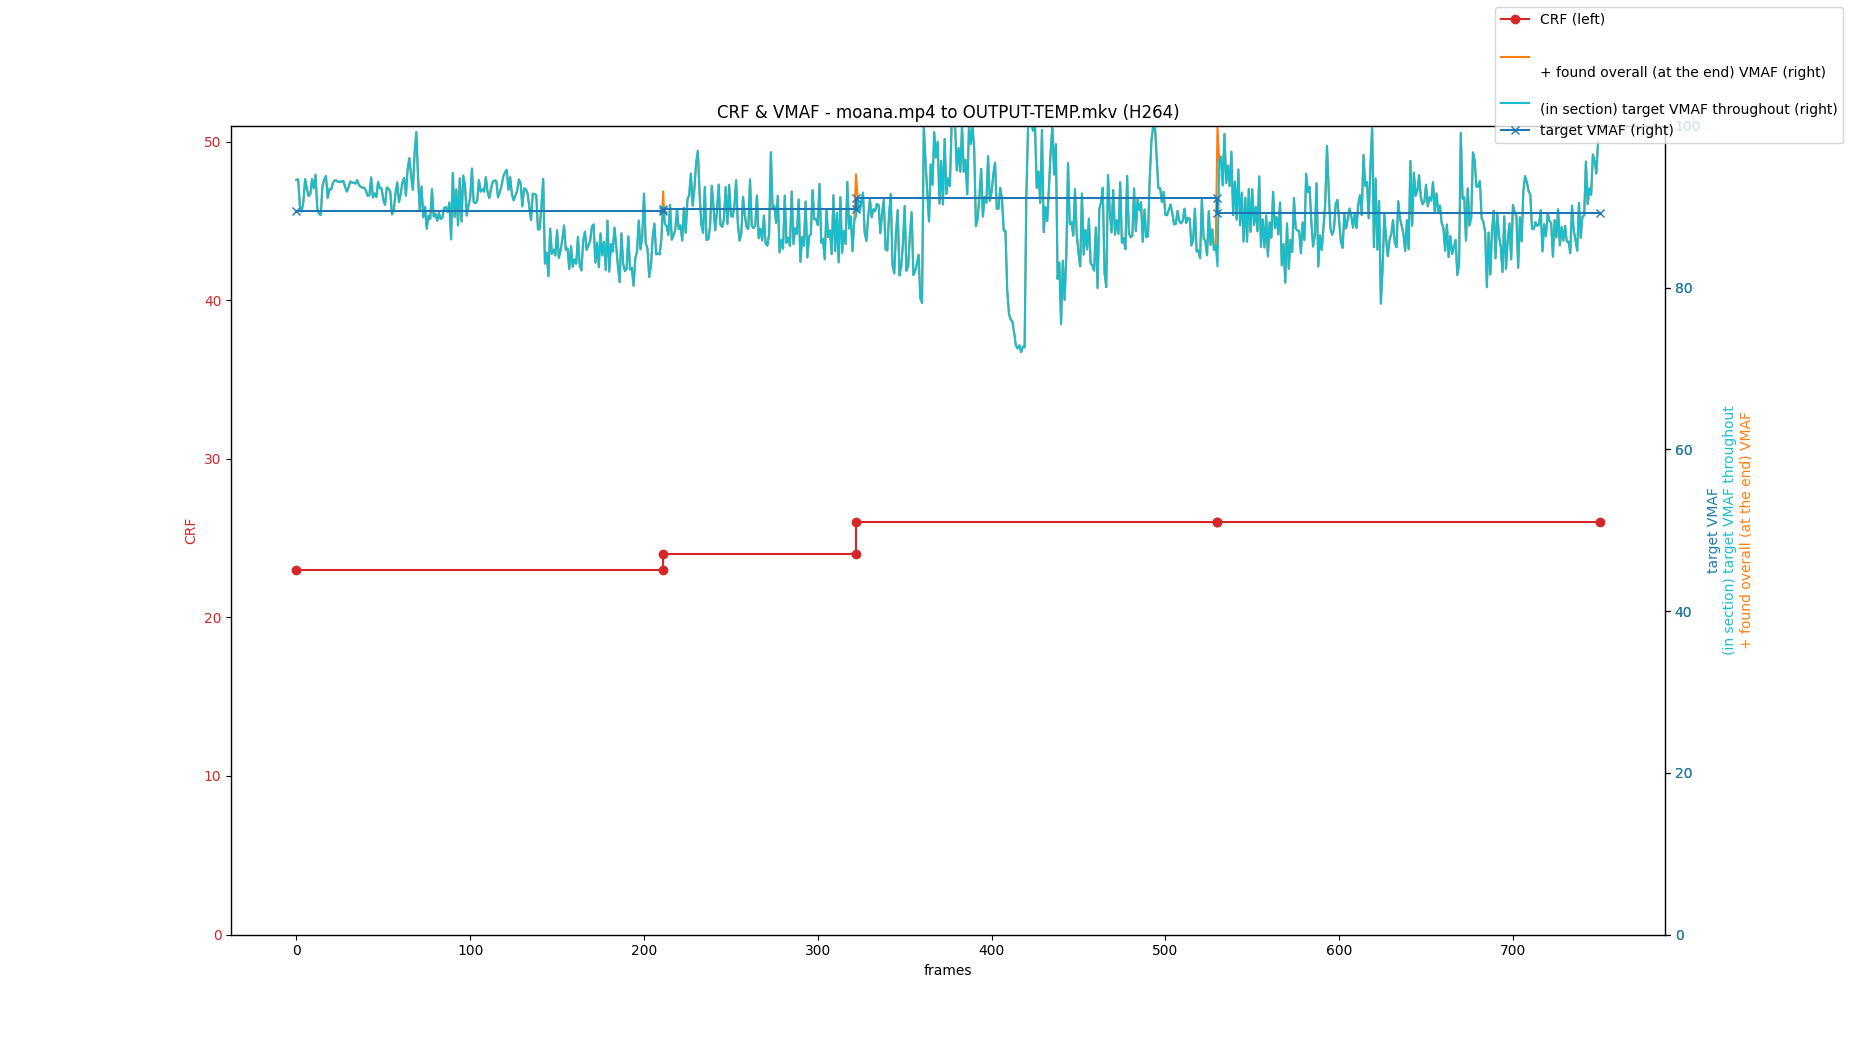 CRF (left)
+ found overall (at the end) VMAF (right)
(in section) target VMAF throughout (right)
target VMAF (right)
CRF & VMAF - moana.mp4 to OUTPUT-TEMP.mkv (H264)
50
40
30
20
10
0
CRF
100
80
60
40
20
0
target VMAF
(in section) target VMAF throughout
+ found overall (at the end) VMAF
0 100 200 300 400 500 600 700
frames